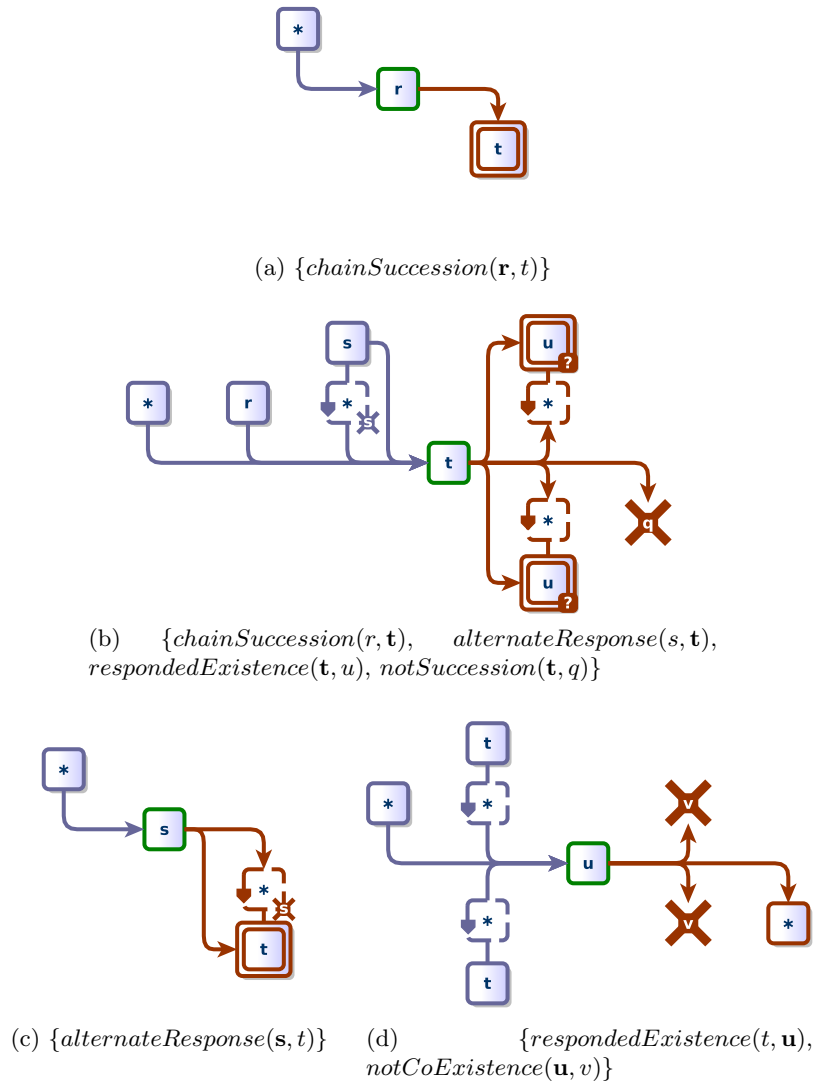 *
r
t
(a) {chainSuccession(r, t)}
s
u
?
*
r
*
s
*
t
*
q
u
?
(b) {chainSuccession(r, t), alternateResponse(s, t),
respondedExistence(t, u), notSuccession(t, q)}
*
s
*
s
t
(c) {alternateResponse(s, t)}
t
*
*
v
u
*
v
*
t
(d) {respondedExistence(t, u),
notCoExistence(u, v)}